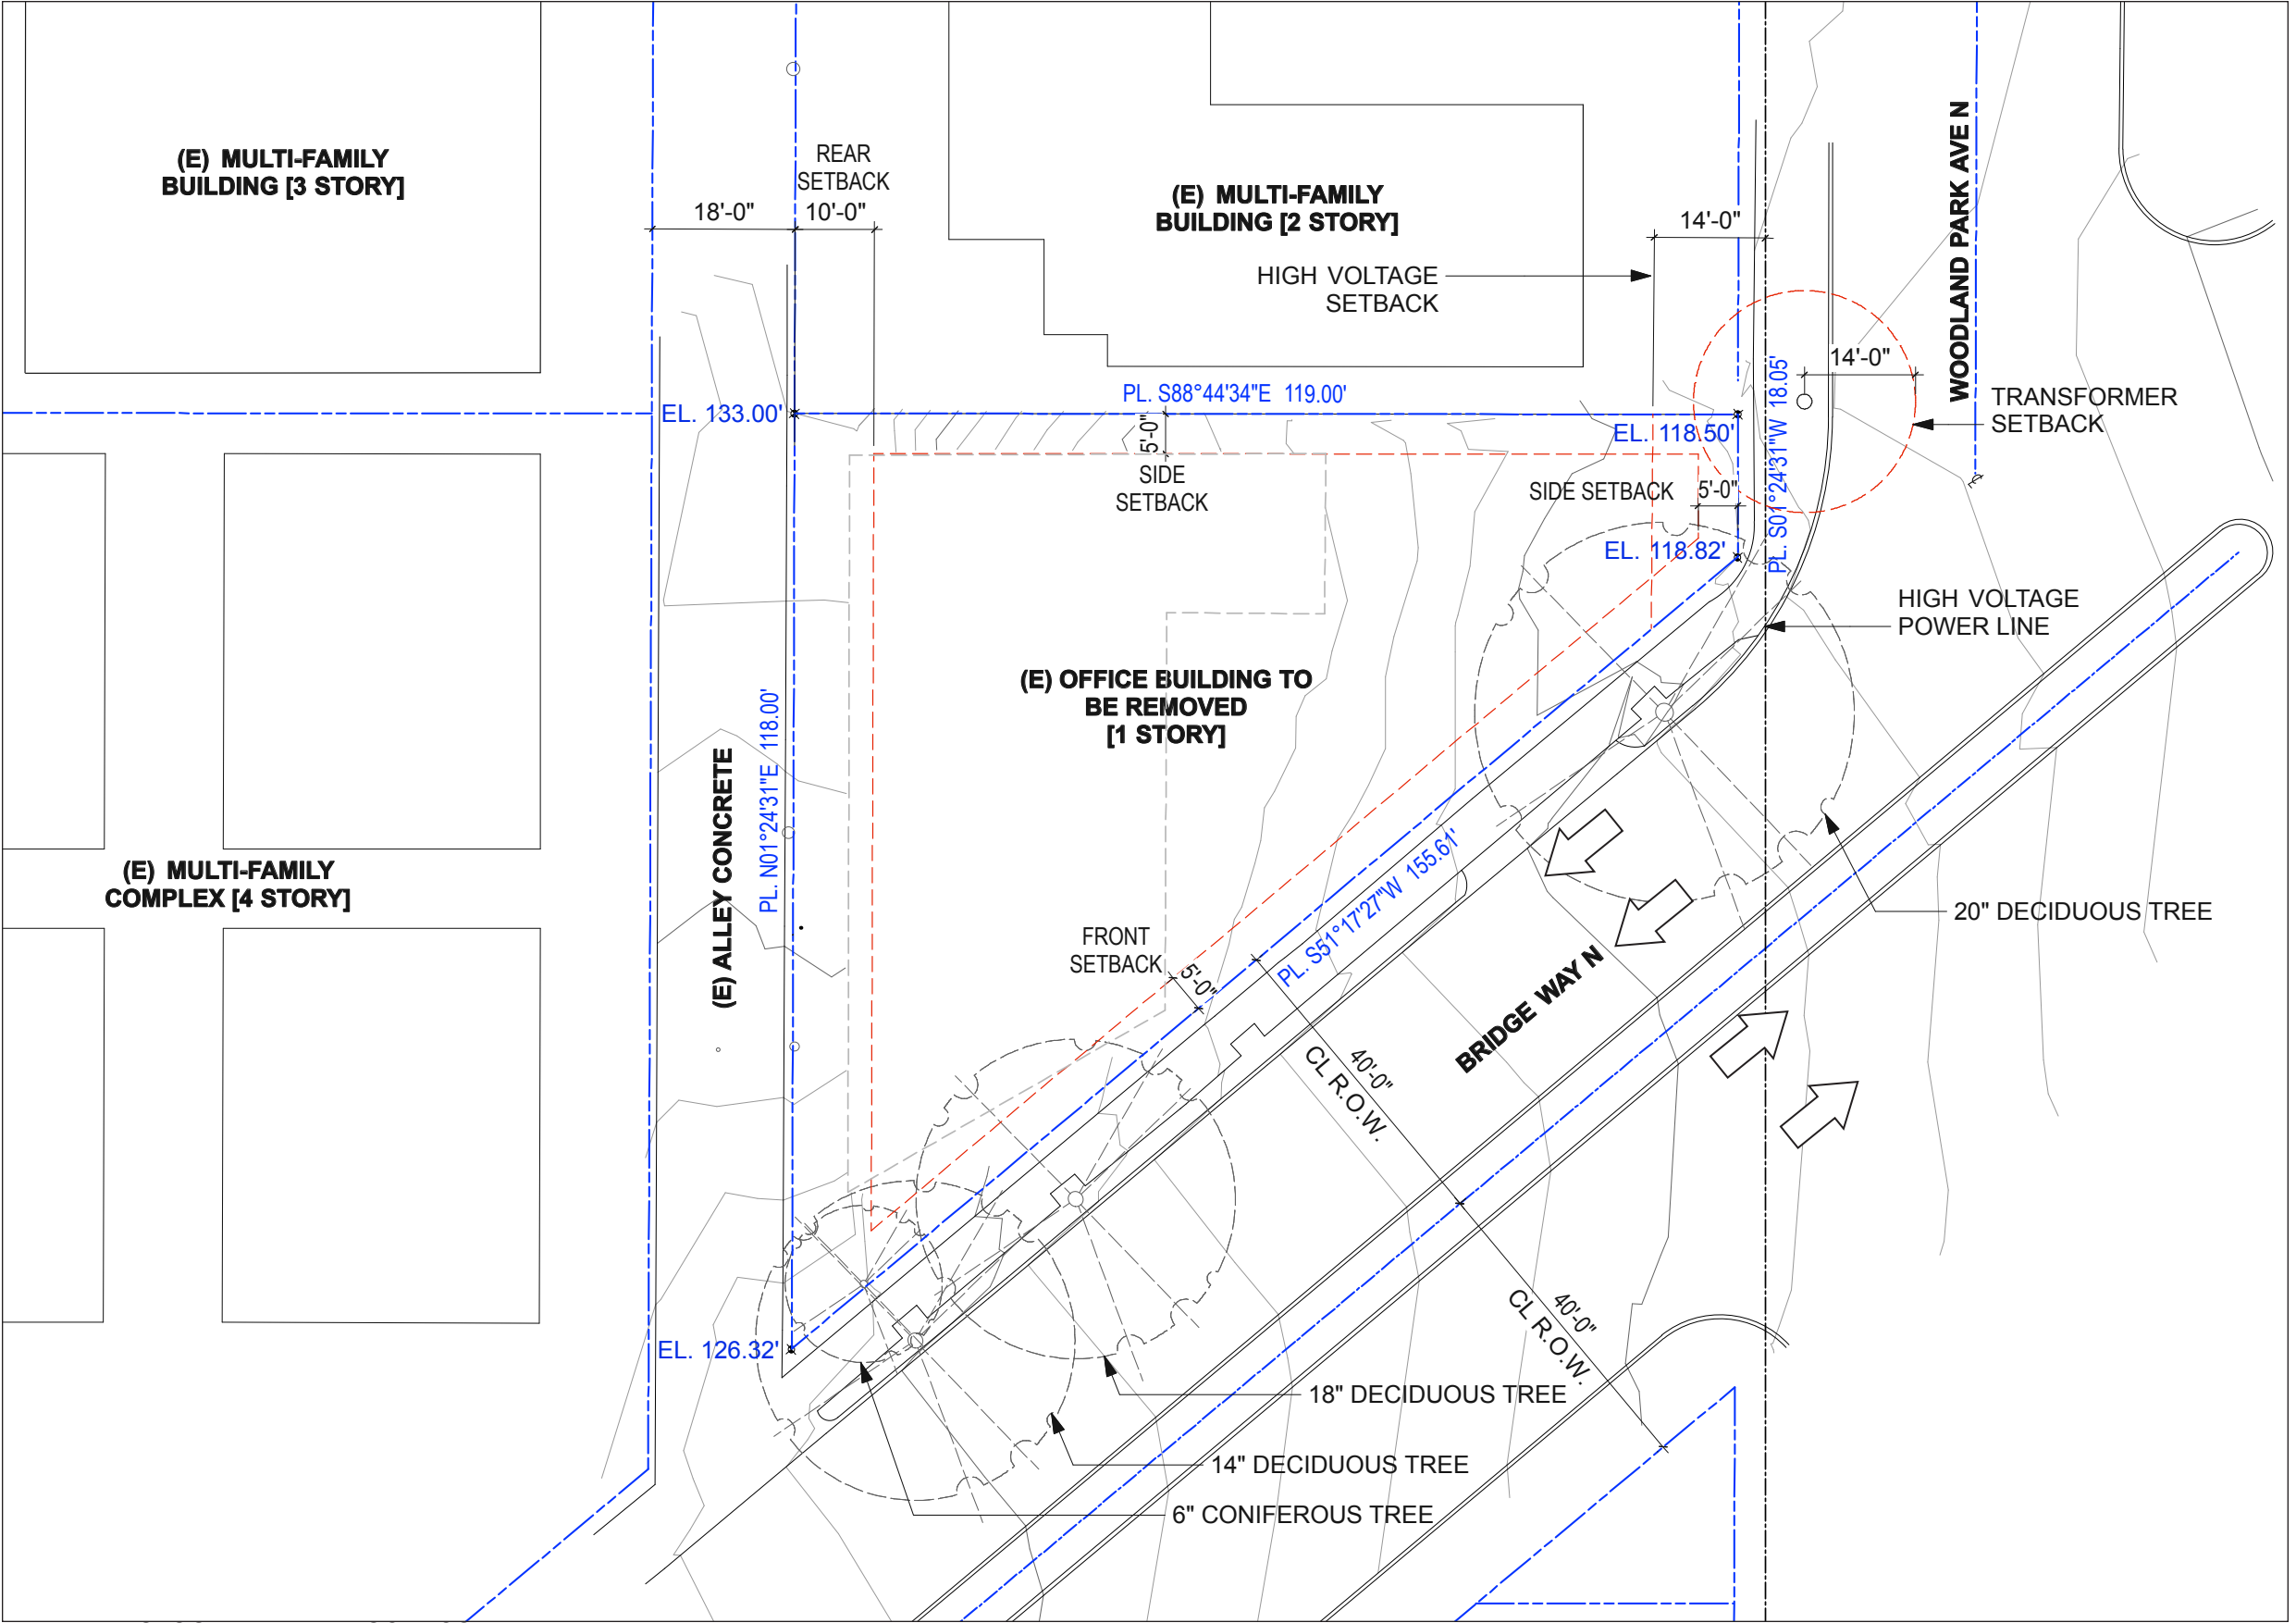 (E) MULTI-FAMILY
BUILDING [3 STORY]
REAR
SETBACK
18'-0"
10'-0"
(E) MULTI-FAMILY
BUILDING [2 STORY]
14'-0"
HIGH VOLTAGE
SETBACK
WOODLAND PARK AVE N
14'-0"
TRANSFORMER
SETBACK
PL. S88°44'34"E 119.00'
EL. 133.00'
EL. 118.50'
PL. S01°24'31"W 18.05'
5'-0"
SIDE
SETBACK
SIDE SETBACK
5'-0"
EL. 118.82'
HIGH VOLTAGE
POWER LINE
(E) OFFICE BUILDING TO
BE REMOVED
[1 STORY]
PL. N01°24'31"E 118.00'
(E) ALLEY CONCRETE
(E) MULTI-FAMILY
COMPLEX [4 STORY]
PL. S51°17'27"W 155.61'
20" DECIDUOUS TREE
FRONT
SETBACK
5'-0"
BRIDGE WAY N
40'-0"
CL R.O.W.
40'-0"
CL R.O.W.
EL. 126.32'
18" DECIDUOUS TREE
14" DECIDUOUS TREE
6" CONIFEROUS TREE